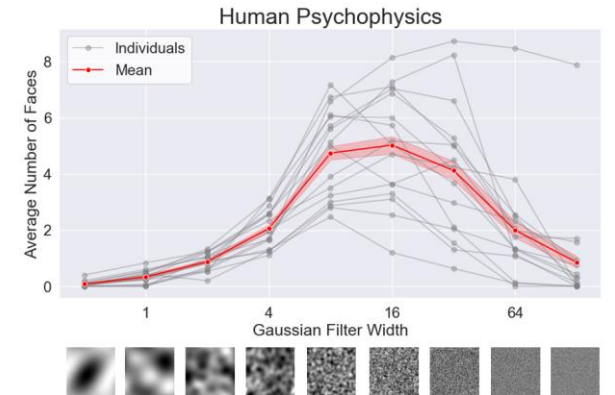 Human Psychophysics
Individuals
Mean
Average Number of Faces
8
6
4
2
0
1
4
16
64
Gaussian Filter Width